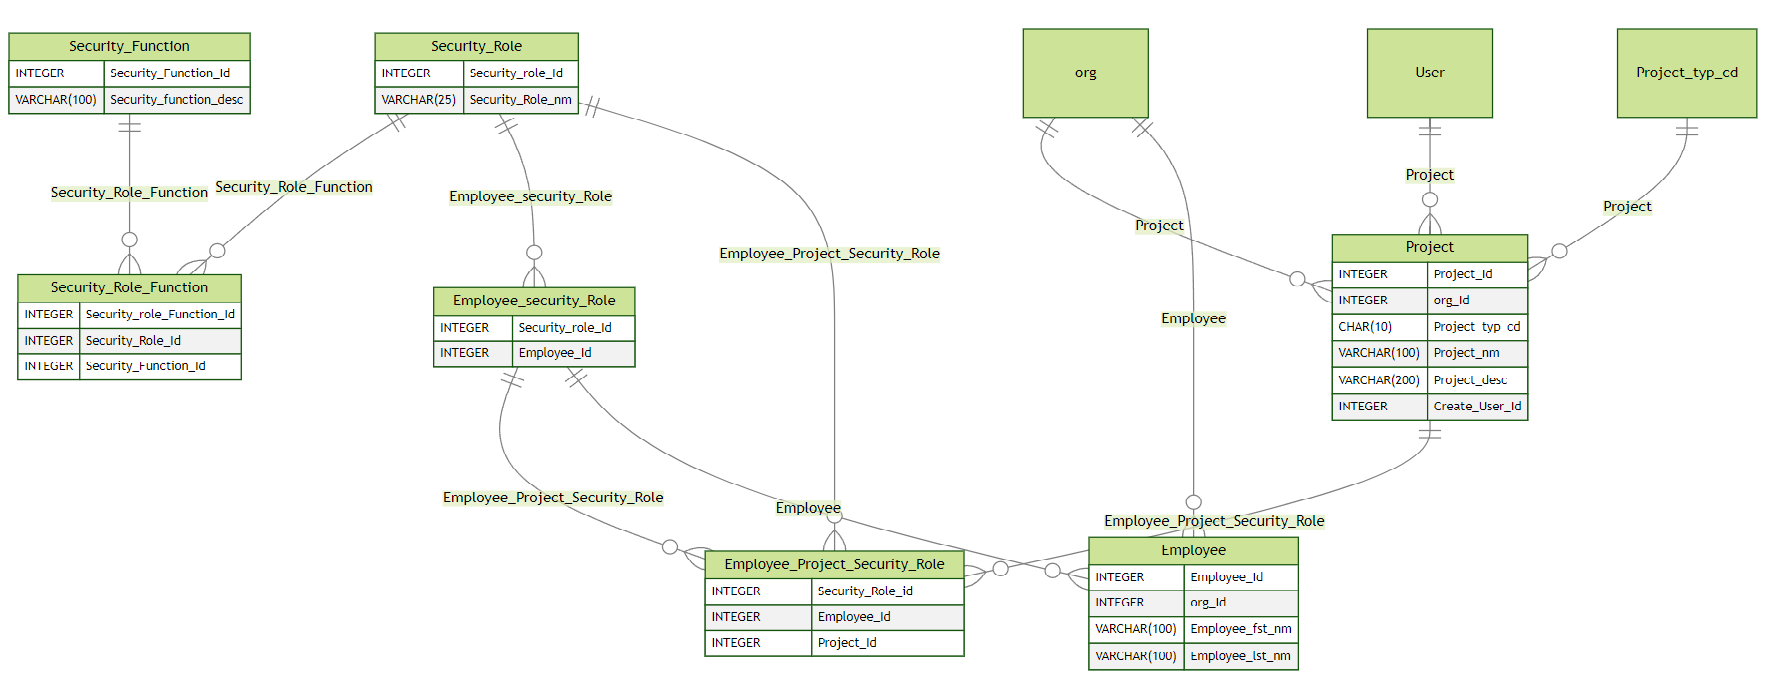 Security_Function
INTEGER Security_Function_Id
VARCHAR(100) Security_function_desc
Security_Role
INTEGER Security_role_Id
VARCHAR(25) Security_Role_nm
org
User
Project_typ_cd
Security_Role_Function
Security_Role_Function
Employee_security_Role
Employee_Project_Security_Role
Project
Employee
Project
Project
Security_Role_Function
INTEGER Security_role_Function_Id
INTEGER Security_Role_Id
INTEGER Security_Function_Id
Employee_security_Role
INTEGER Security_role_Id
INTEGER Employee_Id
Project
INTEGER Project_Id
INTEGER org_Id
CHAR(10) Project_typ_cd
VARCHAR(100) Project_nm
VARCHAR(200) Project_desc
INTEGER Create_User_Id
Employee_Project_Security_Role
Employee
Employee_Project_Security_Role
Employee_Project_Security_Role
INTEGER Security_Role_id
INTEGER Employee_Id
INTEGER Project_Id
Employee
INTEGER Employee_Id
INTEGER org_Id
VARCHAR(100) Employee_fst_nm
VARCHAR(100) Employee_lst_nm